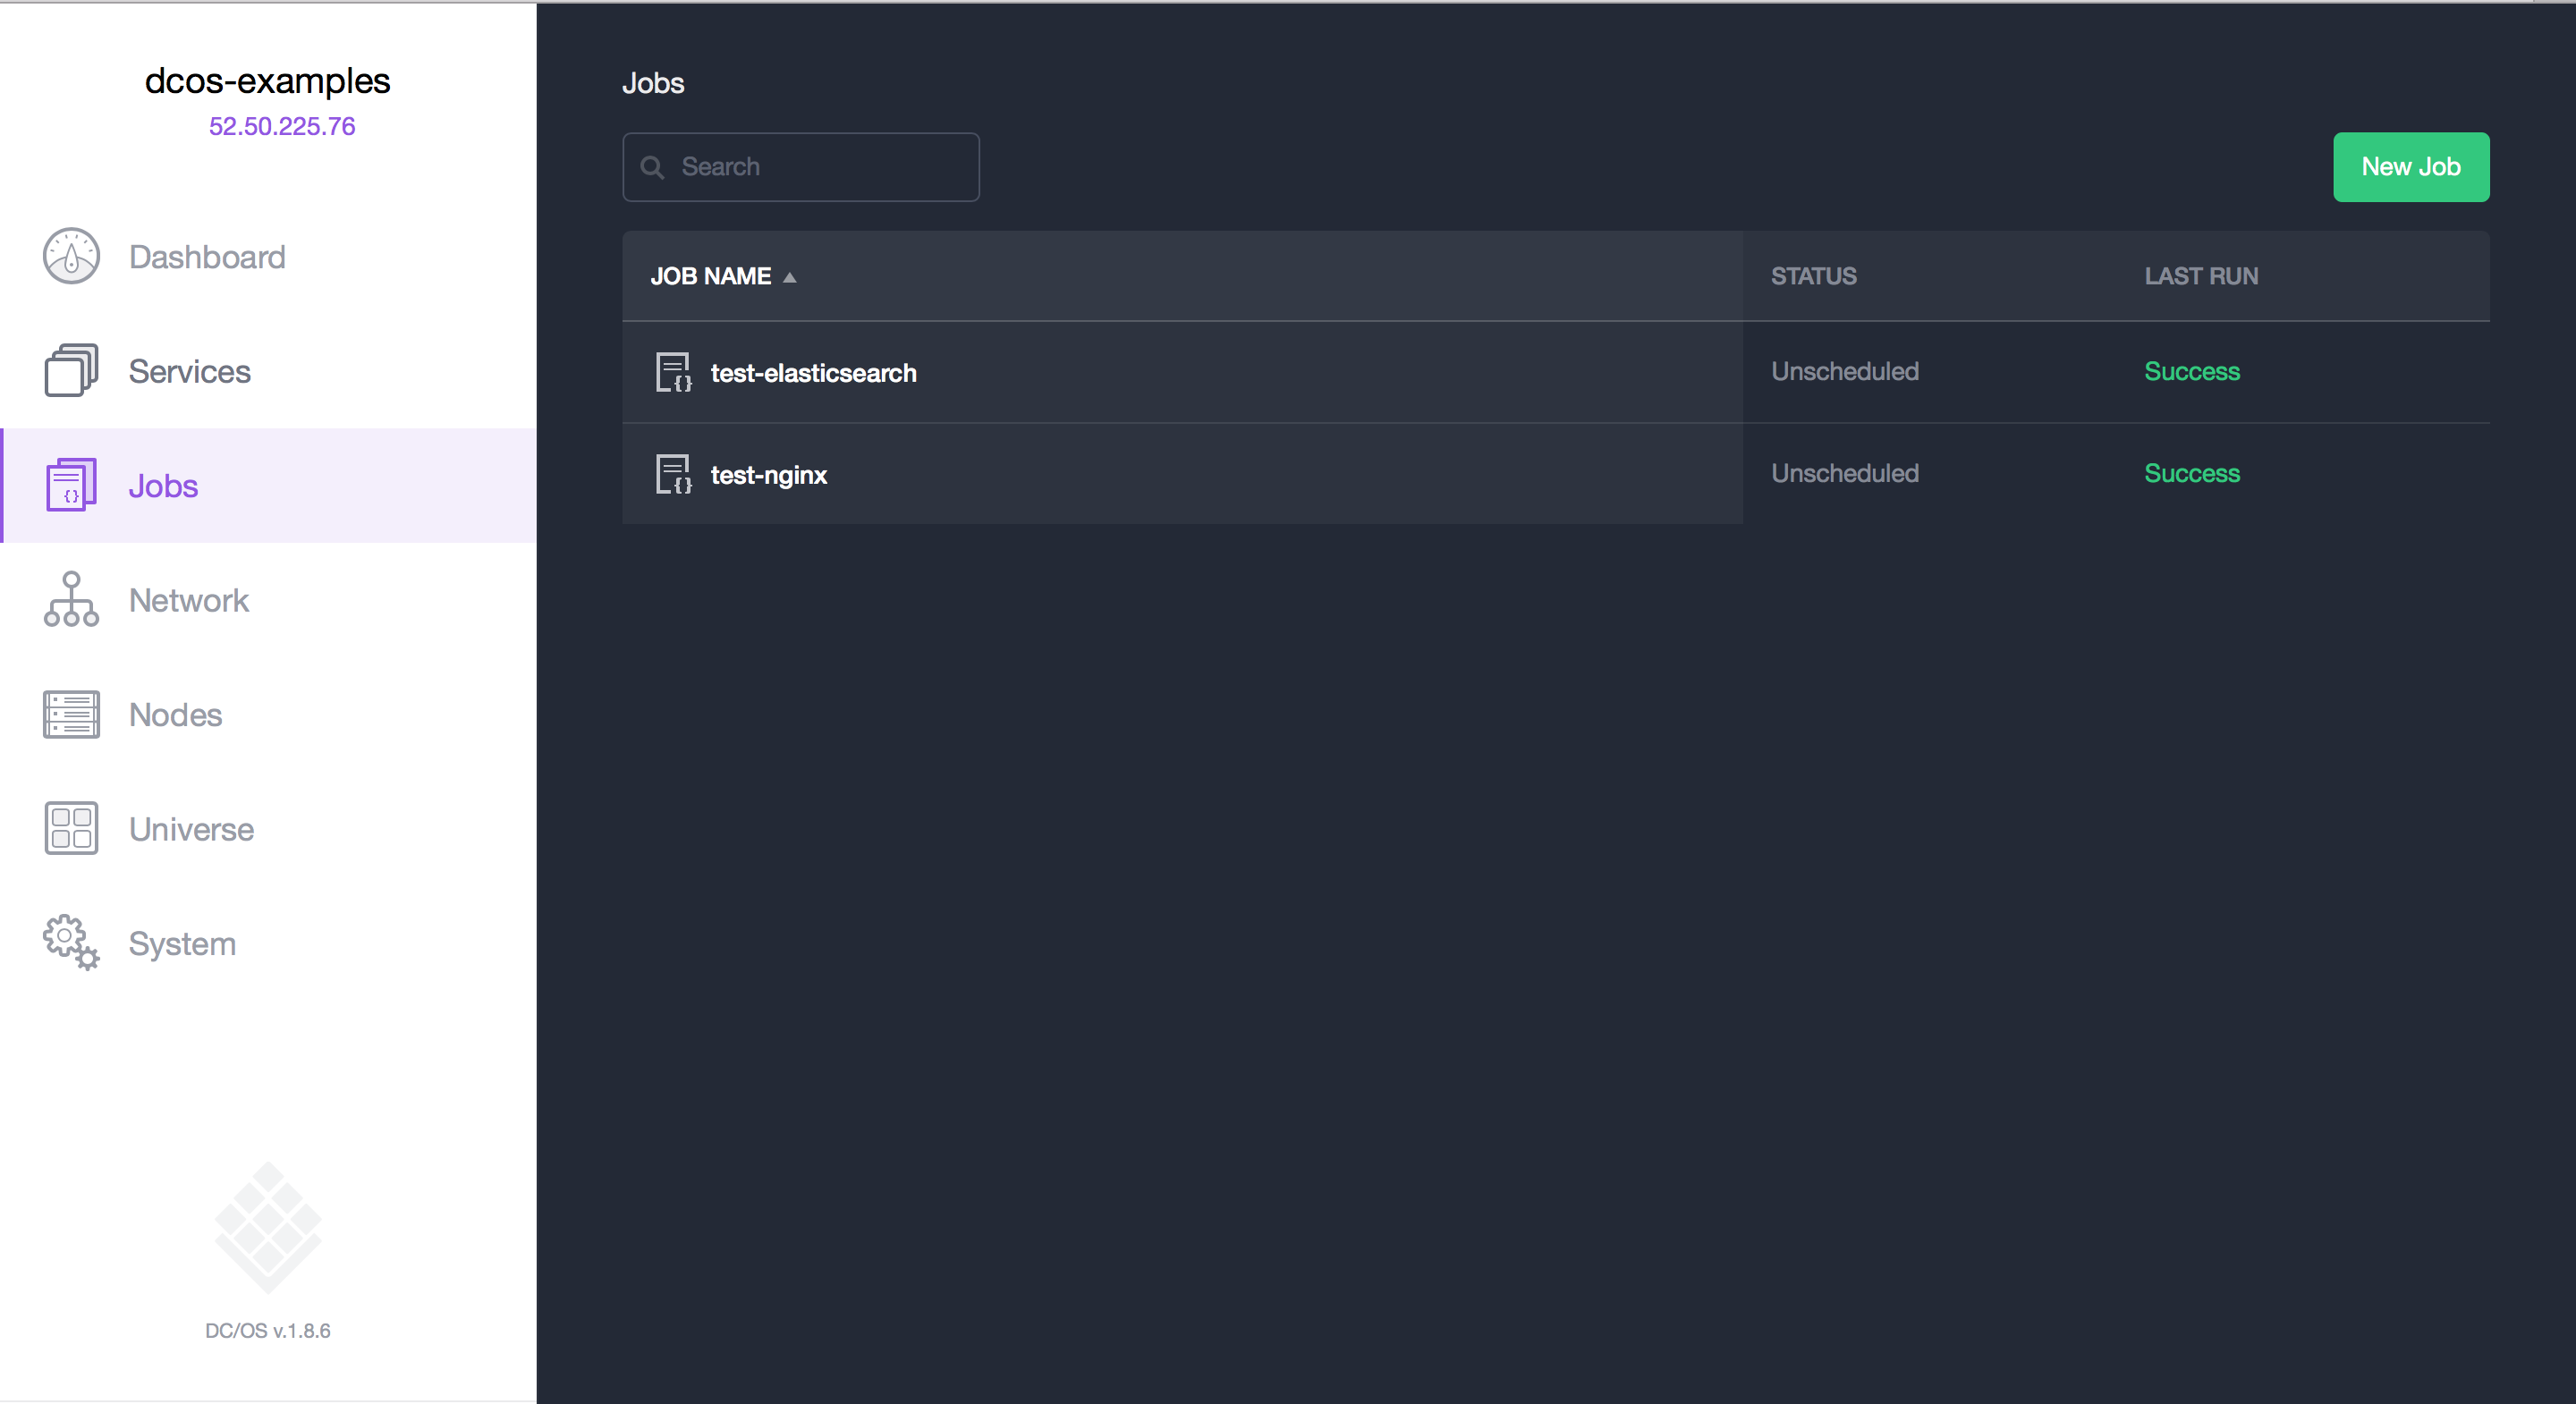 dcos-examples
52.50.225.76
Dashboard
Services
Jobs
Network
Nodes
Universe
System
DC/OS v.1.8.6
Jobs
Search
New Job
JOB NAME STATUS LAST RUN
test-elasticsearch Unscheduled Success
test-nginx Unscheduled Success